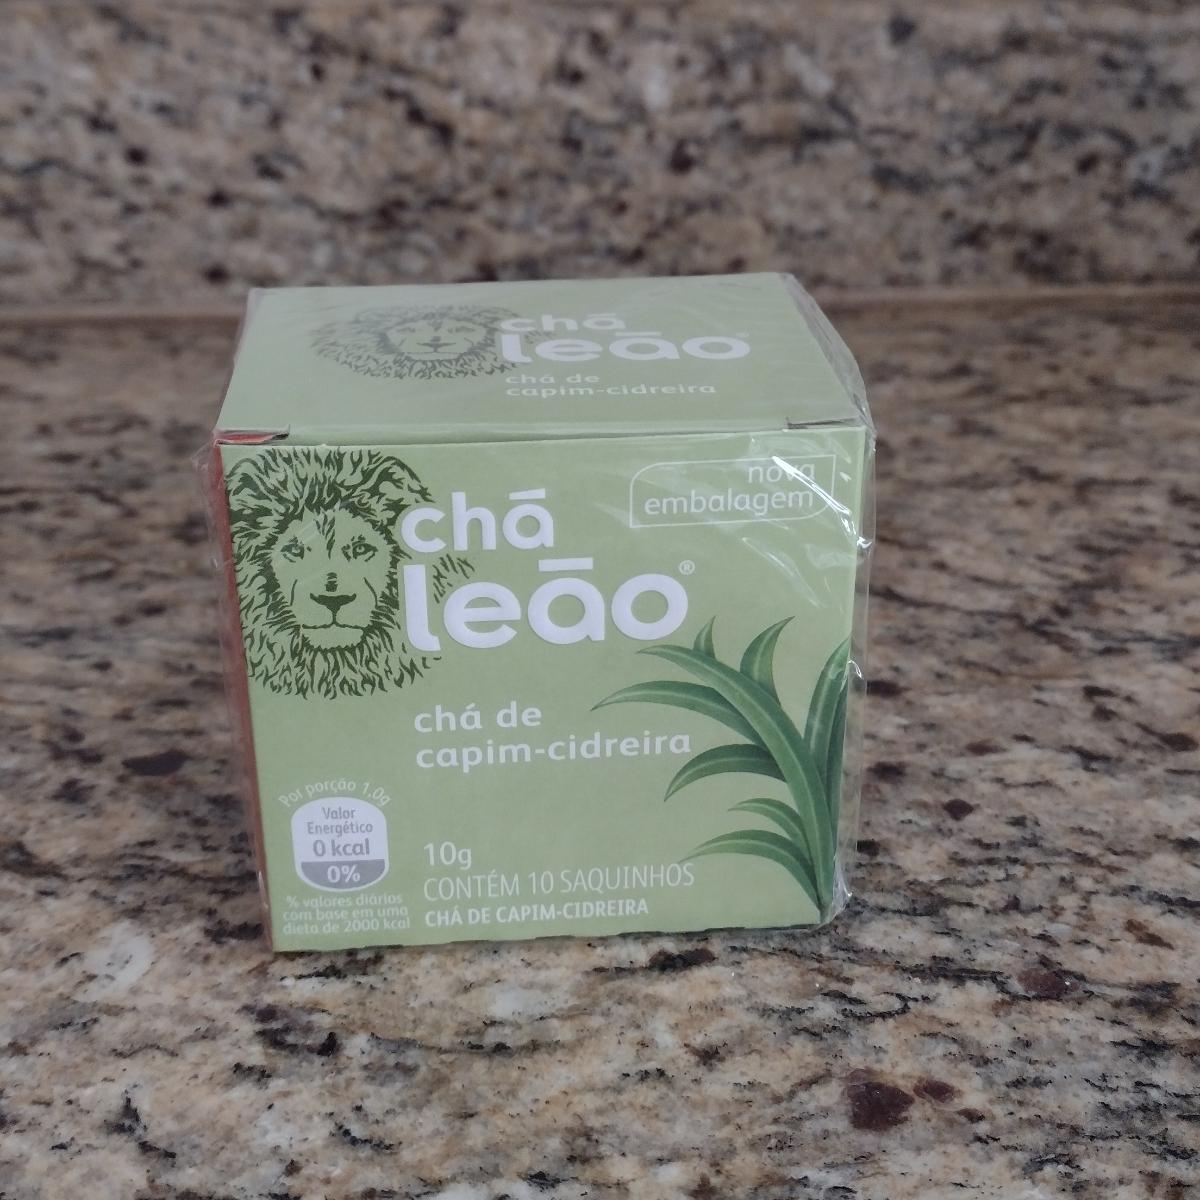 chá
leão
chá de
capim-cidreira
nova
embalagem
chá
leão®
chá de
capim-cidreira
Por porção 1,0g
Valor
Energético
0 kcal
0%
% valores diários
com base em uma
dieta de 2000 kcal
10g
CONTÉM 10 SAQUINHOS
CHÁ DE CAPIM-CIDREIRA